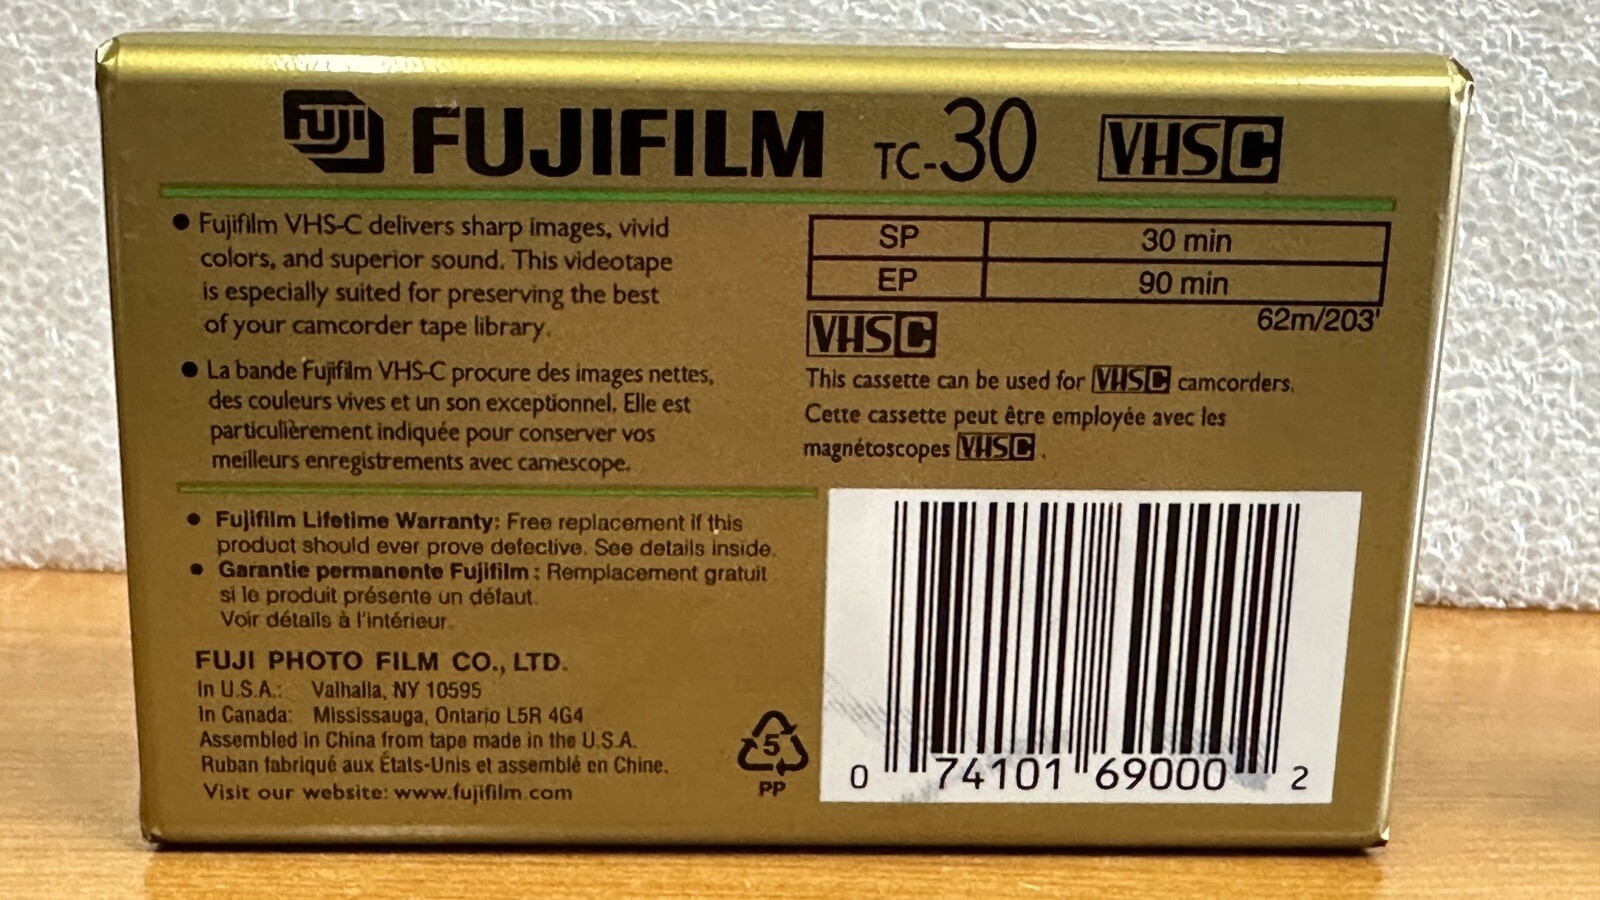 FUJI FUJIFILM TC-30 VHSC
● Fujifilm VHS-C delivers sharp images, vivid
colors, and superior sound. This videotape
is especially suited for preserving the best
of your camcorder tape library.
● La bande Fujifilm VHS-C procure des images nettes,
des couleurs vives et un son exceptionnel. Elle est
particulièrement indiquée pour conserver vos
meilleurs enregistrements avec camescope.
SP 30 min
EP 90 min
62m/203'
VHSC
This cassette can be used for VHSC camcorders.
Cette cassette peut être employée avec les
magnétoscopes VHSC.
● Fujifilm Lifetime Warranty: Free replacement if this
product should ever prove defective. See details inside.
● Garantie permanente Fujifilm : Remplacement gratuit
si le produit présente un défaut.
Voir détails à l'intérieur.
FUJI PHOTO FILM CO., LTD.
In U.S.A.: Valhalla, NY 10595
In Canada: Mississauga, Ontario L5R 4G4
Assembled in China from tape made in the U.S.A.
Ruban fabriqué aux États-Unis et assemblé en Chine.
Visit our website: www.fujifilm.com
5
PP
0 74101 69000 2